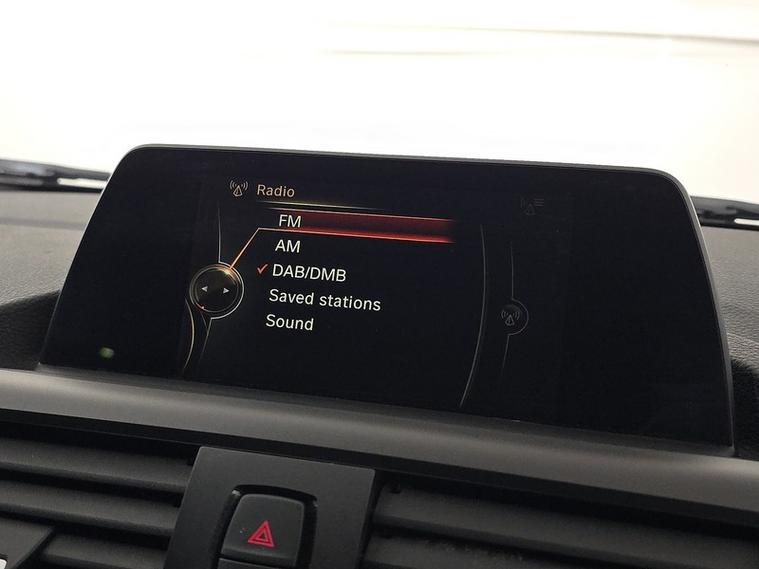 Radio
FM
AM
✓ DAB/DMB
Saved stations
Sound